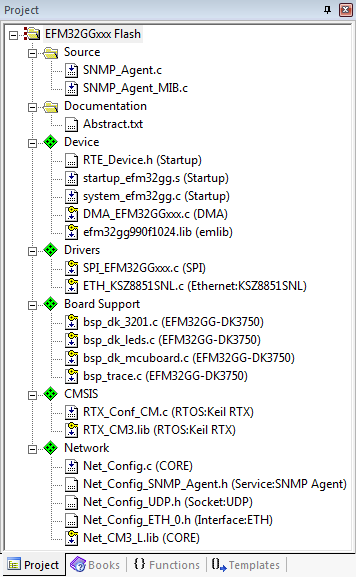 Project
EFM32GGxxx Flash
Source
SNMP_Agent.c
SNMP_Agent_MIB.c
Documentation
Abstract.txt
Device
RTE_Device.h (Startup)
startup_efm32gg.s (Startup)
system_efm32gg.c (Startup)
DMA_EFM32GGxxx.c (DMA)
efm32gg990f1024.lib (emlib)
Drivers
SPI_EFM32GGxxx.c (SPI)
ETH_KSZ8851SNL.c (Ethernet:KSZ8851SNL)
Board Support
bsp_dk_3201.c (EFM32GG-DK3750)
bsp_dk_leds.c (EFM32GG-DK3750)
bsp_dk_mcuboard.c (EFM32GG-DK3750)
bsp_trace.c (EFM32GG-DK3750)
CMSIS
RTX_Conf_CM.c (RTOS:Keil RTX)
RTX_CM3.lib (RTOS:Keil RTX)
Network
Net_Config.c (CORE)
Net_Config_SNMP_Agent.h (Service:SNMP Agent)
Net_Config_UDP.h (Socket:UDP)
Net_Config_ETH_0.h (Interface:ETH)
Net_CM3_L.lib (CORE)
Project Books {} Functions 0 Templates